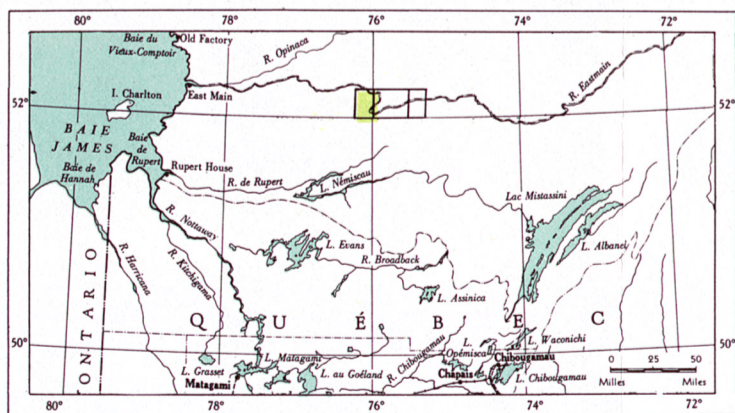 80°
78°
76°
74°
72°
Baie du
Vieux-Comptoir
Old Factory
R. Opinaca
R. Eastmain
East Main
I. Charlton
52°
52°
BAIE
JAMES
Baie
de
Rupert
Baie de
Hannah
Rupert House
R. de Rupert
L. Némiscau
Lac Mistassini
R. Nottaway
L. Evans
L. Albanel
R. Broadback
R. Harricana
R. Kitchigama
L. Assinica
ONTARIO
QUÉBEC
50°
50°
L. Waconichi
L.
Opémisca
Chibougamau
L. Matagami
R. Chibougamau
L. Grasset
Matagami
L. au Goéland
Chapais
L. Chibougamau
0 25 50
Milles Miles
80°
78°
76°
74°
72°